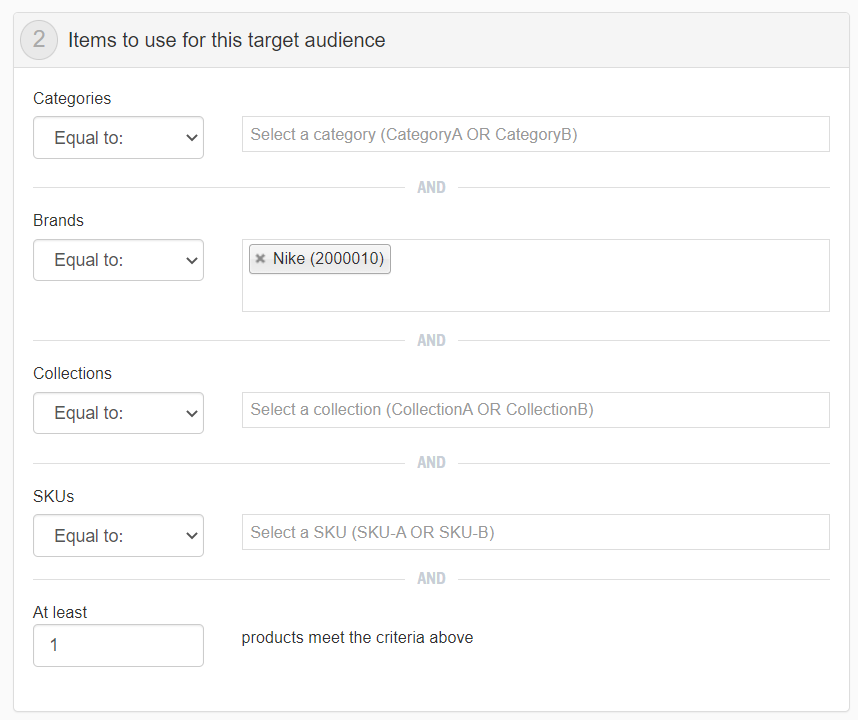 2 Items to use for this target audience
Categories
Equal to: Select a category (CategoryA OR CategoryB)
AND
Brands
Equal to: × Nike (2000010)
AND
Collections
Equal to: Select a collection (CollectionA OR CollectionB)
AND
SKUs
Equal to: Select a SKU (SKU-A OR SKU-B)
AND
At least
1 products meet the criteria above